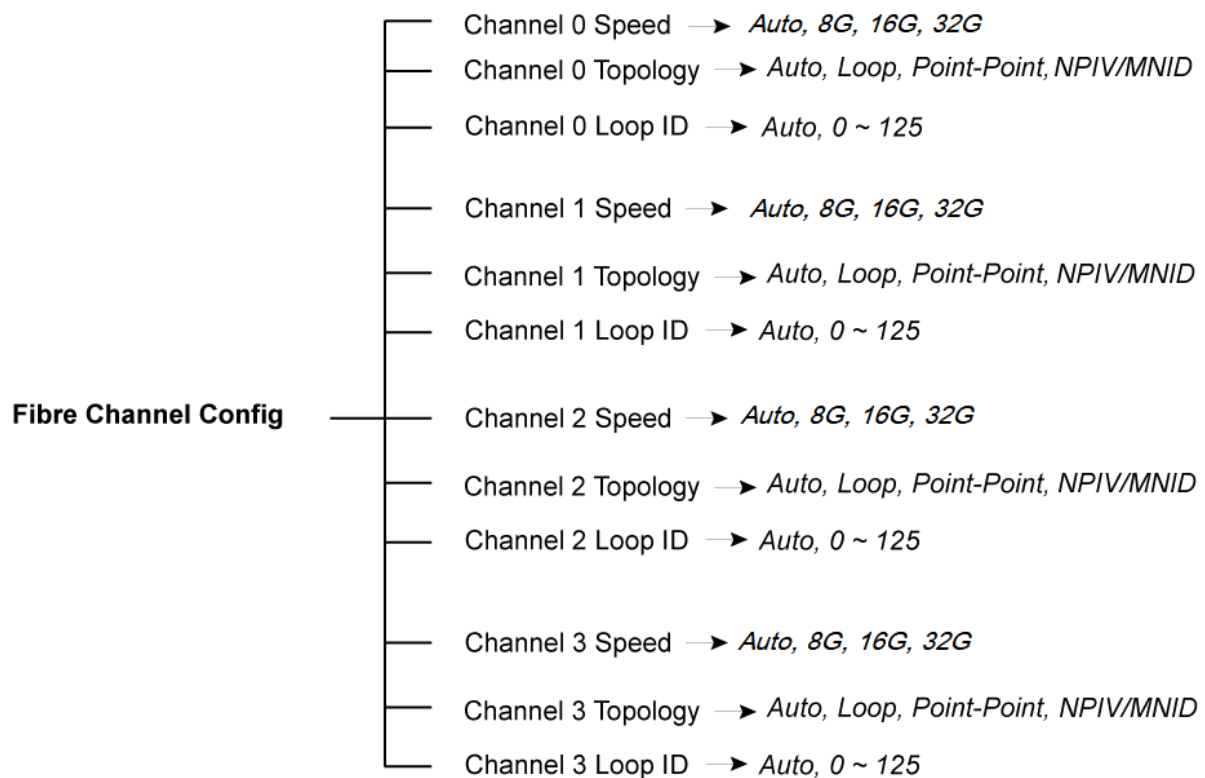 Channel 0 Speed Auto, 8G, 16G, 32G
Channel 0 Topology Auto, Loop, Point-Point, NPIV/MNID
Channel 0 Loop ID Auto, 0 ~ 125
Channel 1 Speed Auto, 8G, 16G, 32G
Channel 1 Topology Auto, Loop, Point-Point, NPIV/MNID
Channel 1 Loop ID Auto, 0 ~ 125
Fibre Channel Config
Channel 2 Speed Auto, 8G, 16G, 32G
Channel 2 Topology Auto, Loop, Point-Point, NPIV/MNID
Channel 2 Loop ID Auto, 0 ~ 125
Channel 3 Speed Auto, 8G, 16G, 32G
Channel 3 Topology Auto, Loop, Point-Point, NPIV/MNID
Channel 3 Loop ID Auto, 0 ~ 125